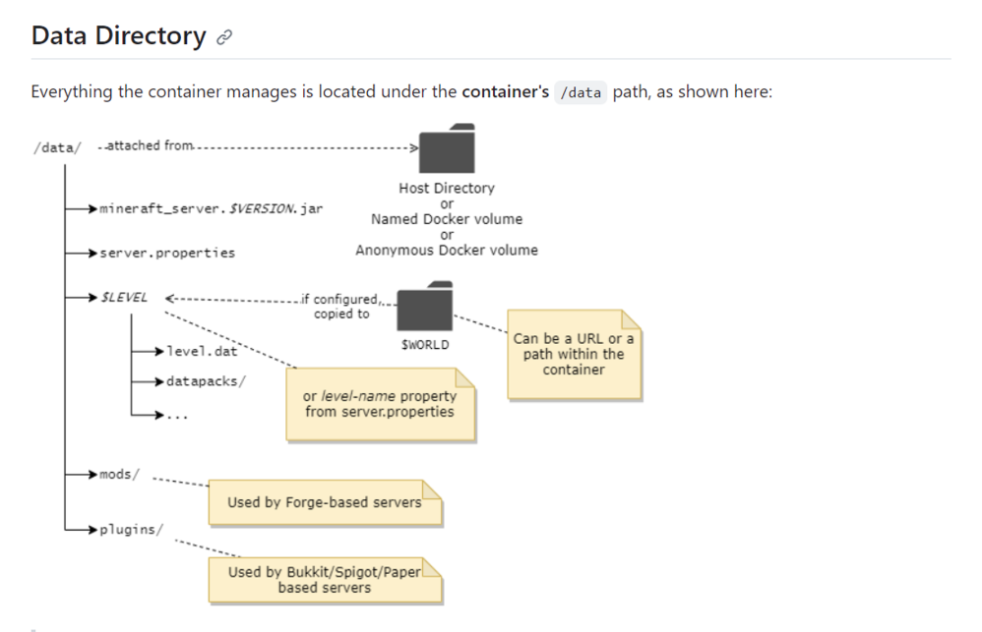 Data Directory
Everything the container manages is located under the container's /data path, as shown here:
/data/
attached from
Host Directory
or
Named Docker volume
or
Anonymous Docker volume
mineraft_server.$VERSION.jar
server.properties
$LEVEL
if configured,
copied to
$WORLD
Can be a URL or a
path within the
container
level.dat
datapacks/
...
or level-name property
from server.properties
mods/
Used by Forge-based servers
plugins/
Used by Bukkit/Spigot/Paper
based servers